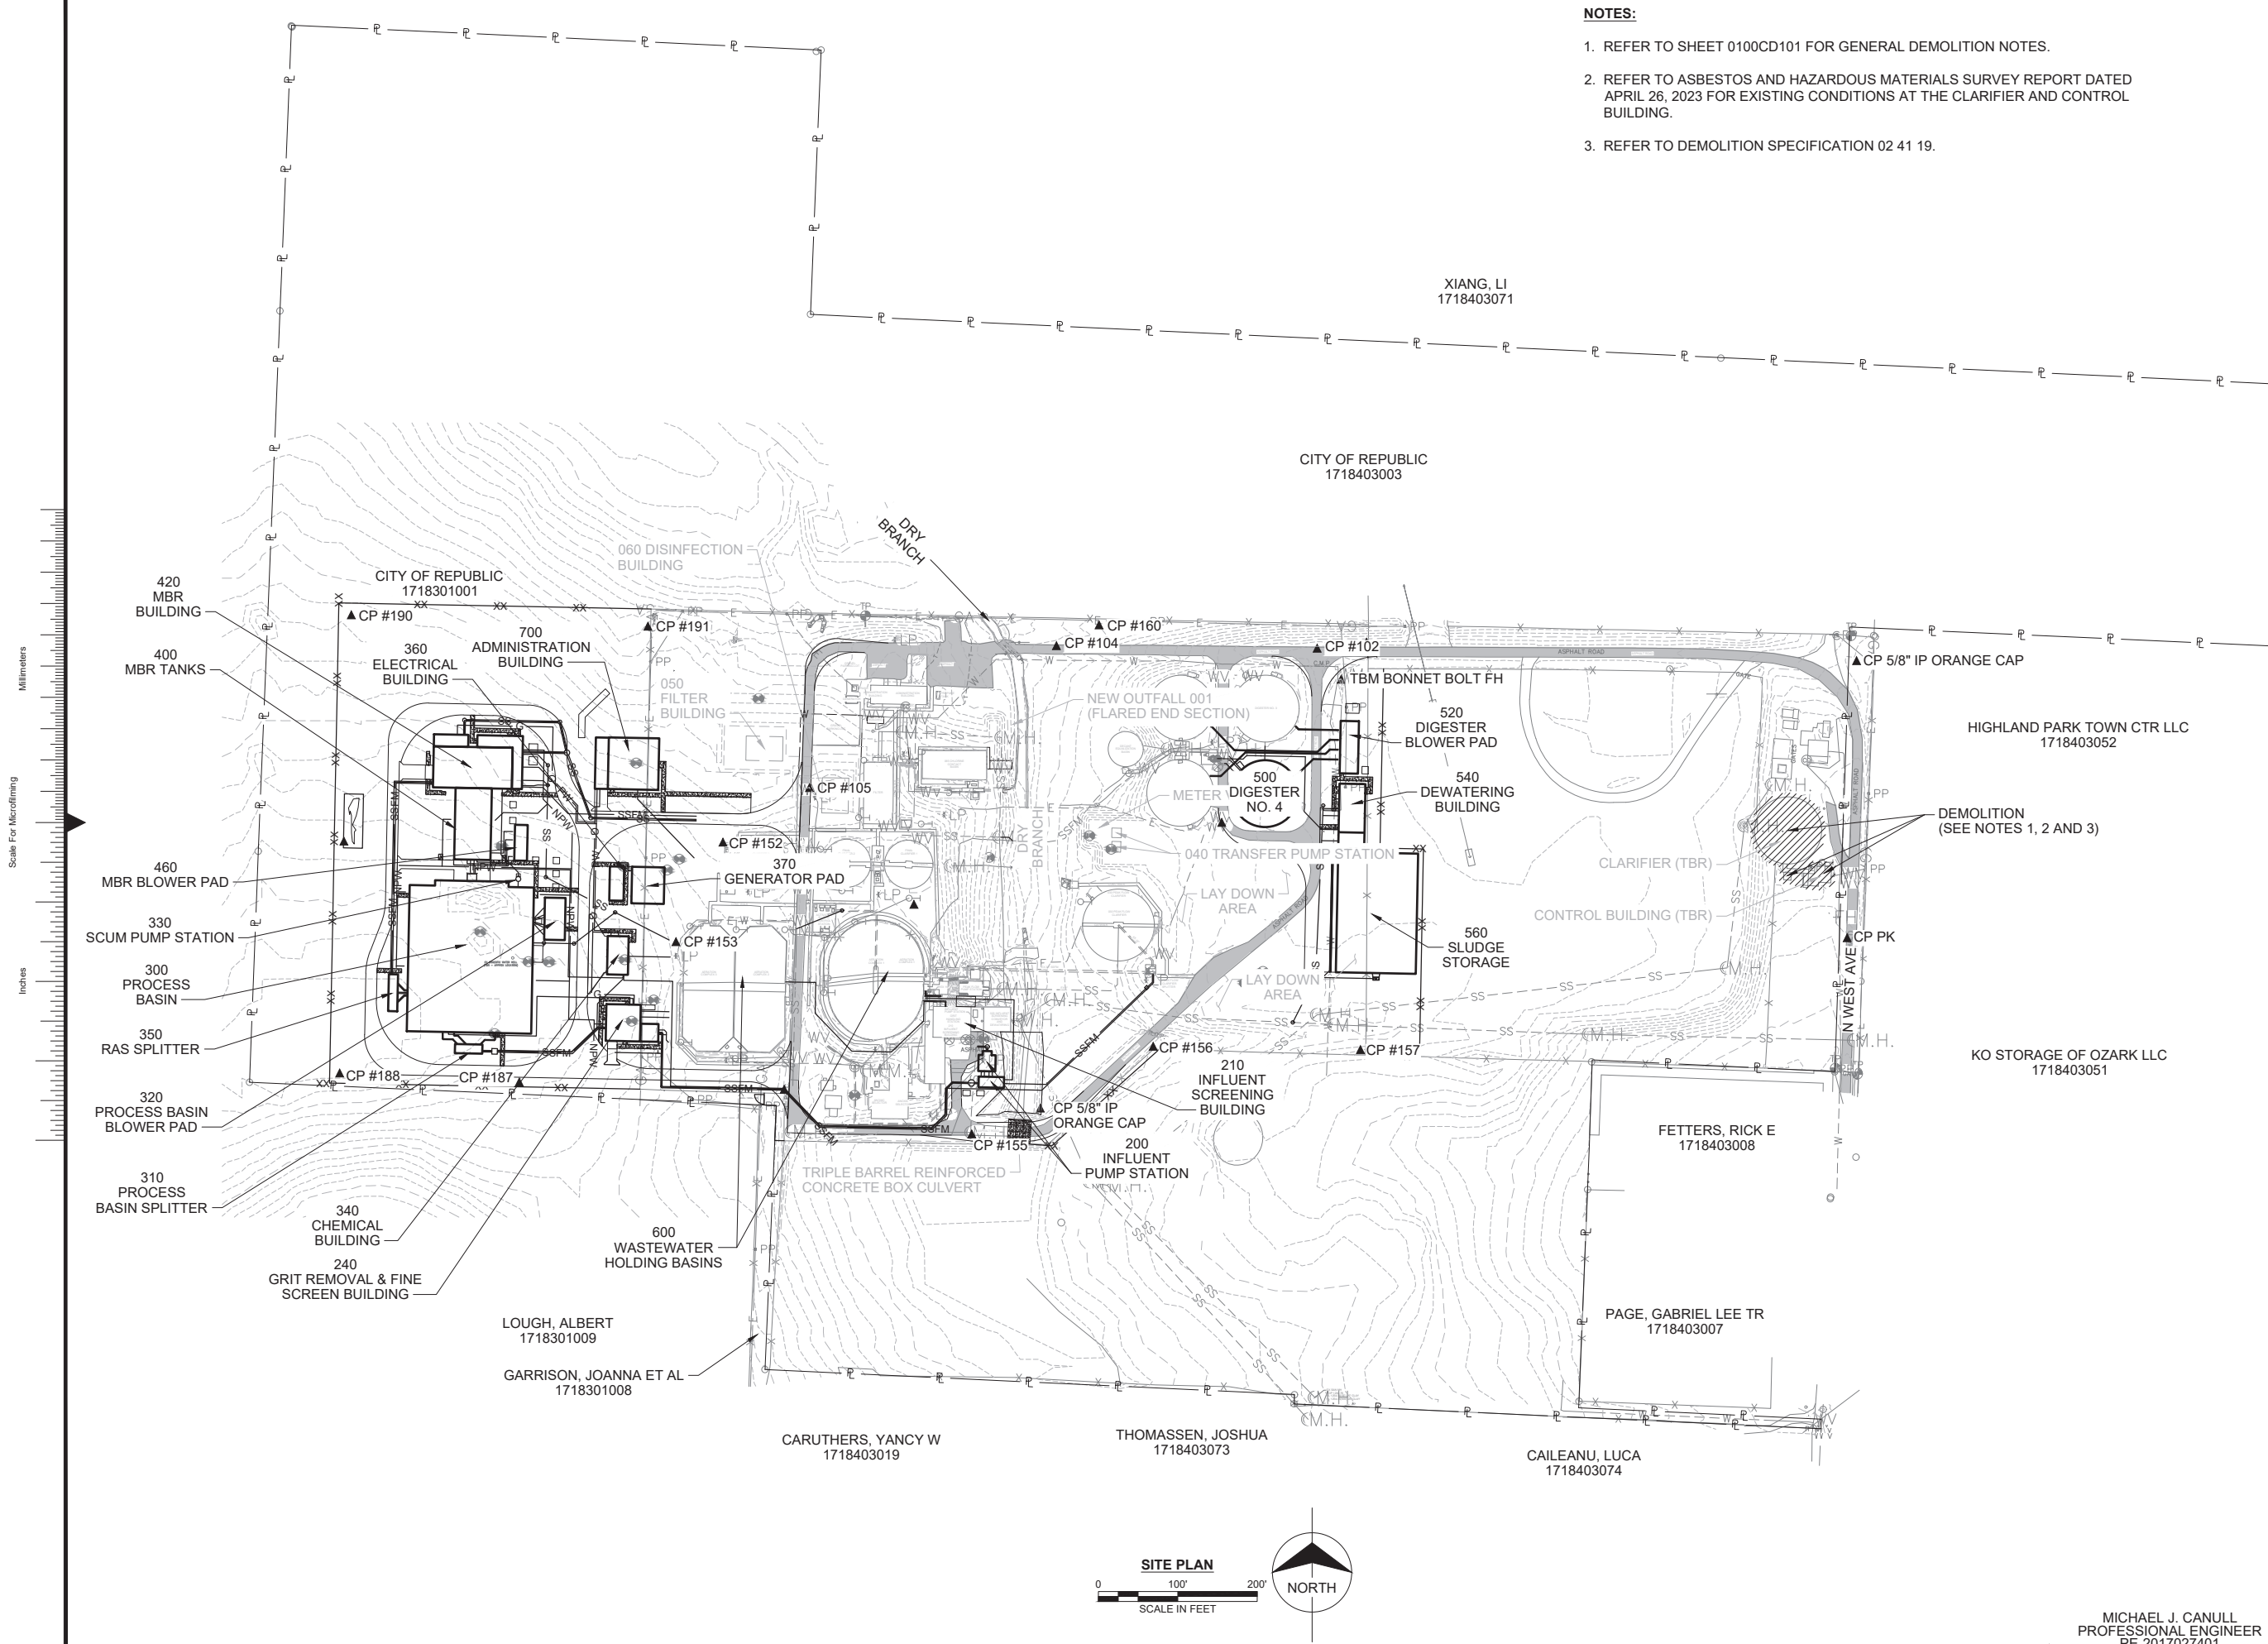 NOTES:
1. REFER TO SHEET 0100CD101 FOR GENERAL DEMOLITION NOTES.
2. REFER TO ASBESTOS AND HAZARDOUS MATERIALS SURVEY REPORT DATED
APRIL 26, 2023 FOR EXISTING CONDITIONS AT THE CLARIFIER AND CONTROL
BUILDING.
3. REFER TO DEMOLITION SPECIFICATION 02 41 19.
XIANG, LI
1718403071
CITY OF REPUBLIC
1718403003
DRY
BRANCH
060 DISINFECTION
BUILDING
CITY OF REPUBLIC
1718301001
420
MBR
BUILDING
CP #190
CP #191
CP #160
CP #104
CP #102
ASPHALT ROAD
CP 5/8" IP ORANGE CAP
700
ADMINISTRATION
BUILDING
360
ELECTRICAL
BUILDING
400
MBR TANKS
050
FILTER
BUILDING
NEW OUTFALL 001
(FLARED END SECTION)
TBM BONNET BOLT FH
520
DIGESTER
BLOWER PAD
GATE
HIGHLAND PARK TOWN CTR LLC
1718403052
CP #105
METER
500
DIGESTER
NO. 4
540
DEWATERING
BUILDING
ASPHALT ROAD
DEMOLITION
(SEE NOTES 1, 2 AND 3)
CP #152
370
GENERATOR PAD
DRY
BRANCH
040 TRANSFER PUMP STATION
CLARIFIER (TBR)
460
MBR BLOWER PAD
LAY DOWN
AREA
ASPHALT ROAD
CONTROL BUILDING (TBR)
330
SCUM PUMP STATION
CP #153
560
SLUDGE
STORAGE
CP PK
300
PROCESS
BASIN
LAY DOWN
AREA
N WEST AVE
350
RAS SPLITTER
CP #156
CP #157
KO STORAGE OF OZARK LLC
1718403051
CP #188
CP #187
210
INFLUENT
SCREENING
BUILDING
320
PROCESS BASIN
BLOWER PAD
CP 5/8" IP
ORANGE CAP
CP #155
FETTERS, RICK E
1718403008
200
INFLUENT
PUMP STATION
TRIPLE BARREL REINFORCED
CONCRETE BOX CULVERT
310
PROCESS
BASIN SPLITTER
340
CHEMICAL
BUILDING
600
WASTEWATER
HOLDING BASINS
240
GRIT REMOVAL & FINE
SCREEN BUILDING
LOUGH, ALBERT
1718301009
PAGE, GABRIEL LEE TR
1718403007
GARRISON, JOANNA ET AL
1718301008
CARUTHERS, YANCY W
1718403019
THOMASSEN, JOSHUA
1718403073
CAILEANU, LUCA
1718403074
SITE PLAN
0 100' 200'
SCALE IN FEET
NORTH
Millimeters
Scale For Microfilming
Inches
MICHAEL J. CANULL
PROFESSIONAL ENGINEER
PE-2017027401